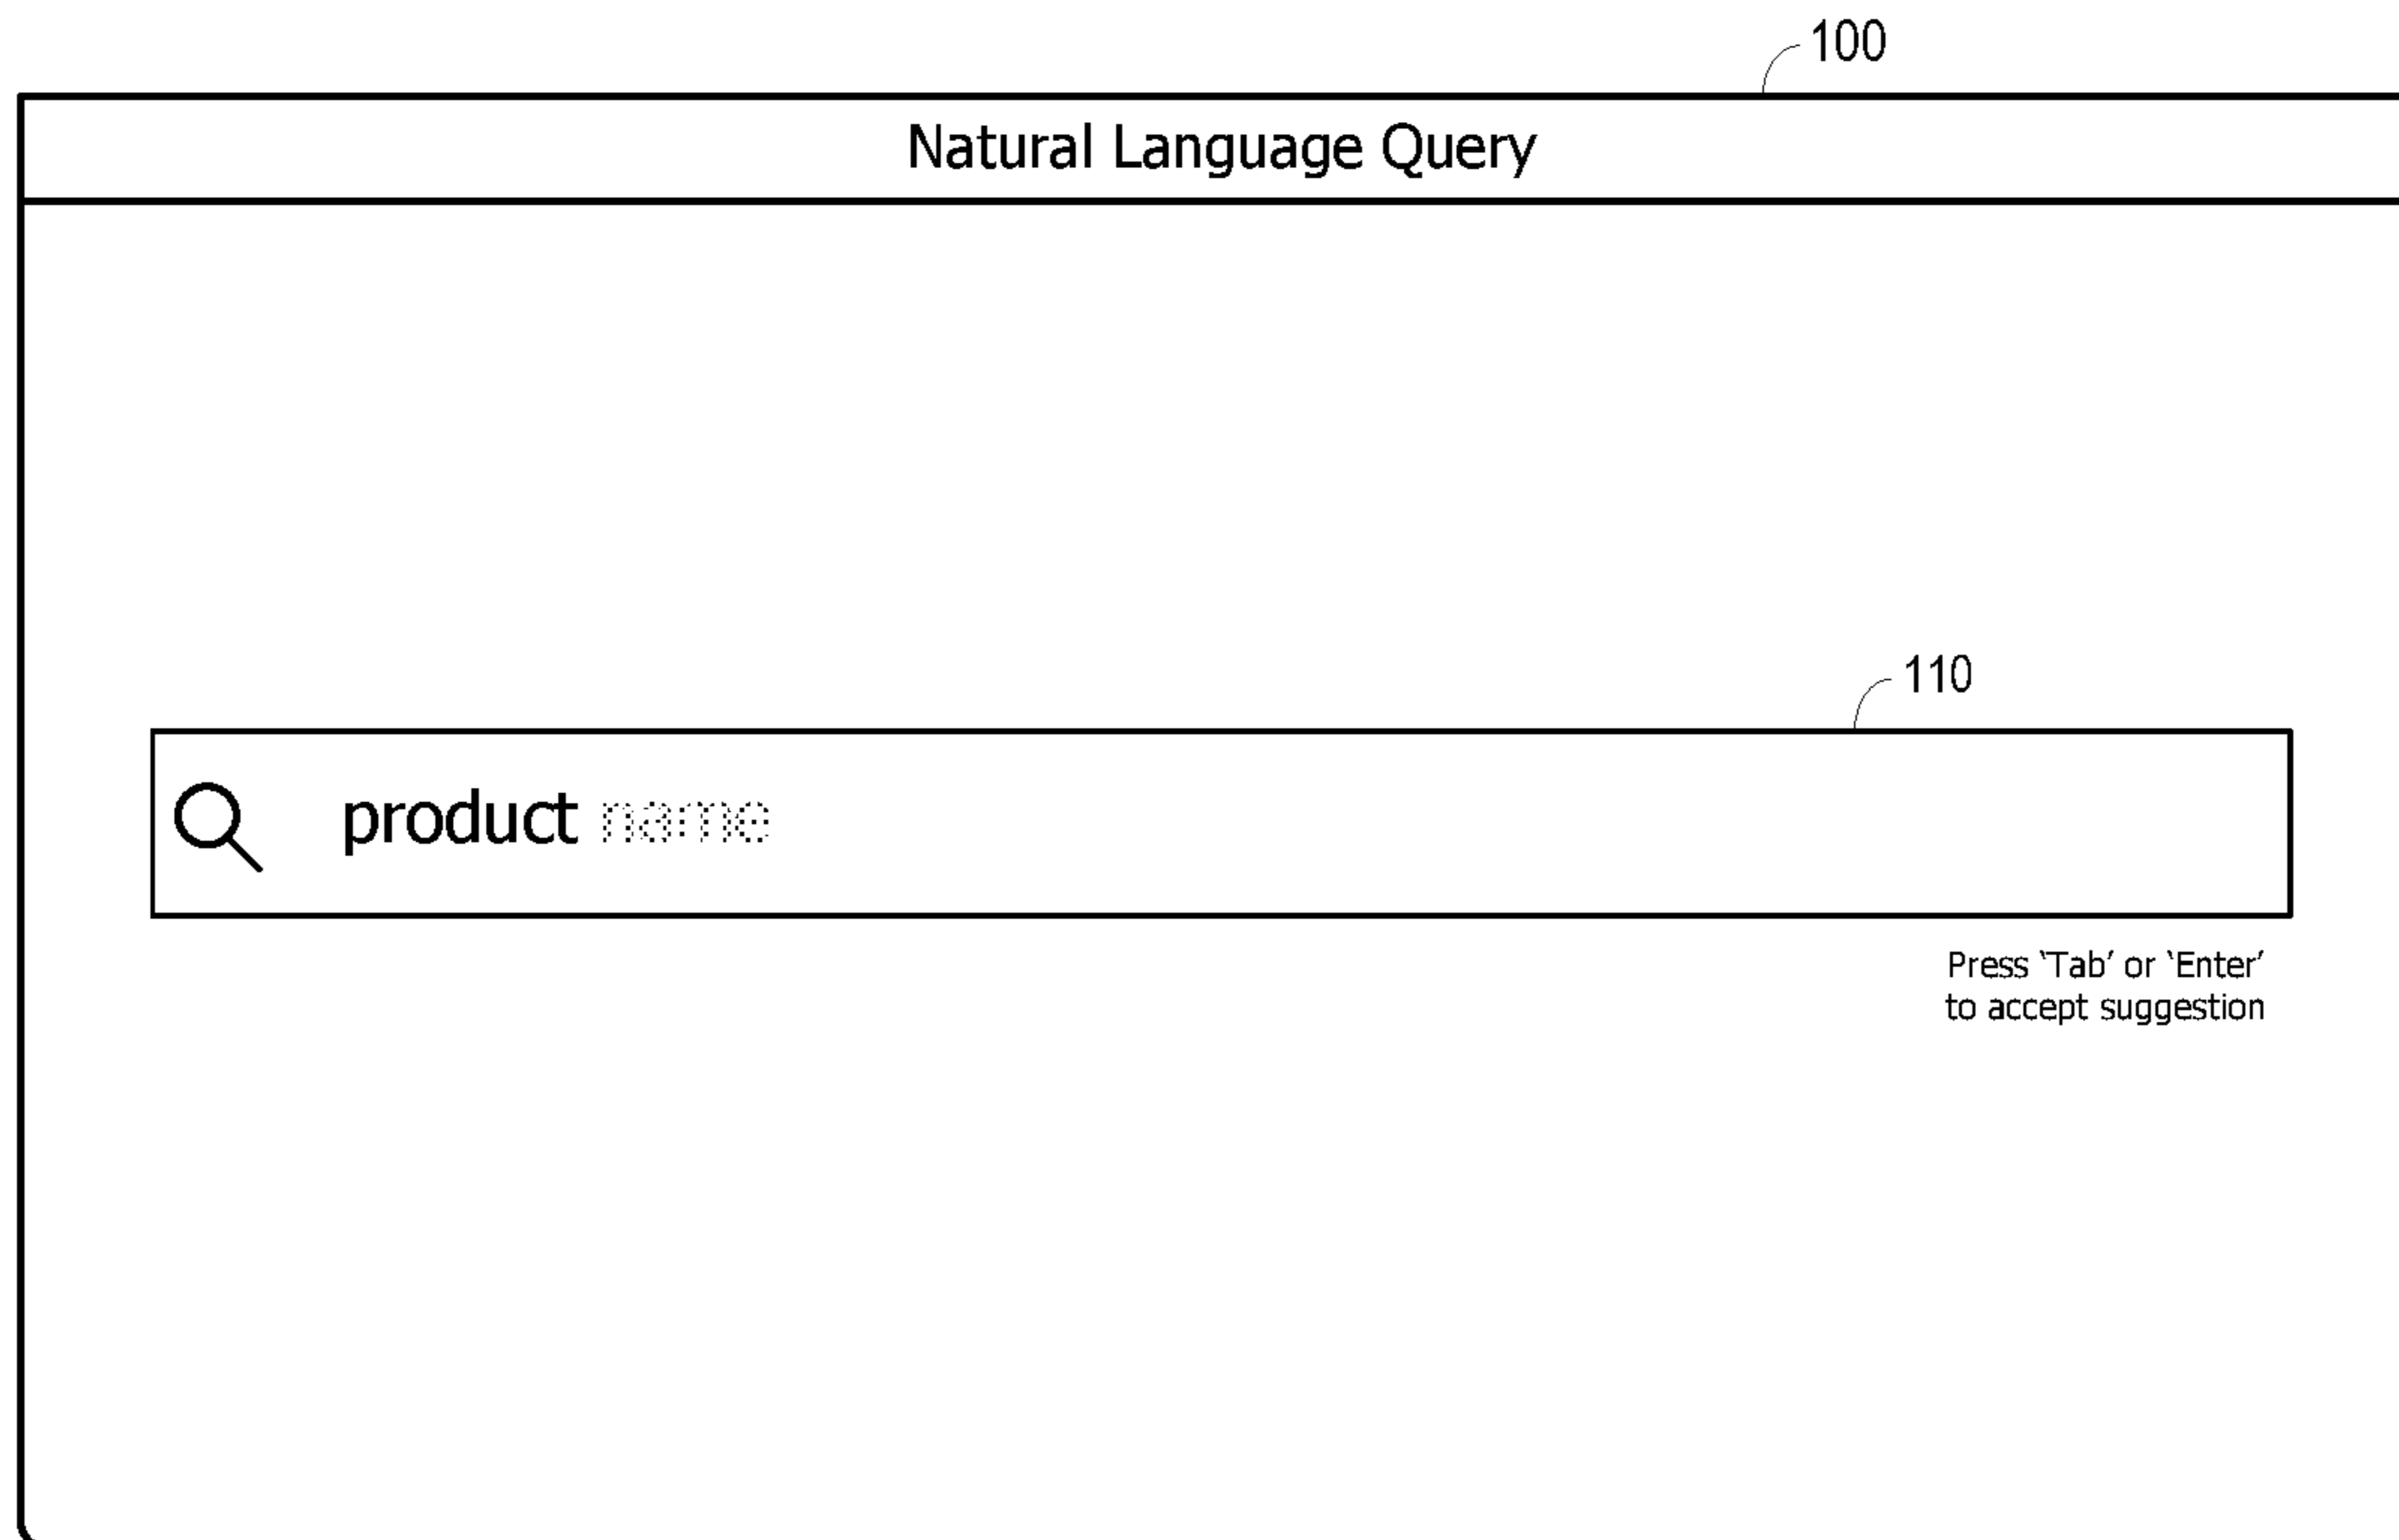 100
Natural Language Query
110
product name
Press ‘Tab’ or ‘Enter’
to accept suggestion